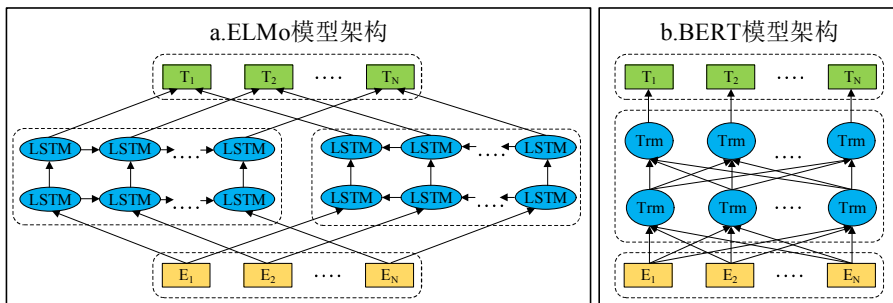 a.ELMo模型架构
T1 T2 .... TN
LSTM LSTM .... LSTM LSTM LSTM .... LSTM
LSTM LSTM .... LSTM LSTM LSTM .... LSTM
E1 E2 .... EN
b.BERT模型架构
T1 T2 .... TN
Trm Trm .... Trm
Trm Trm .... Trm
E1 E2 .... EN